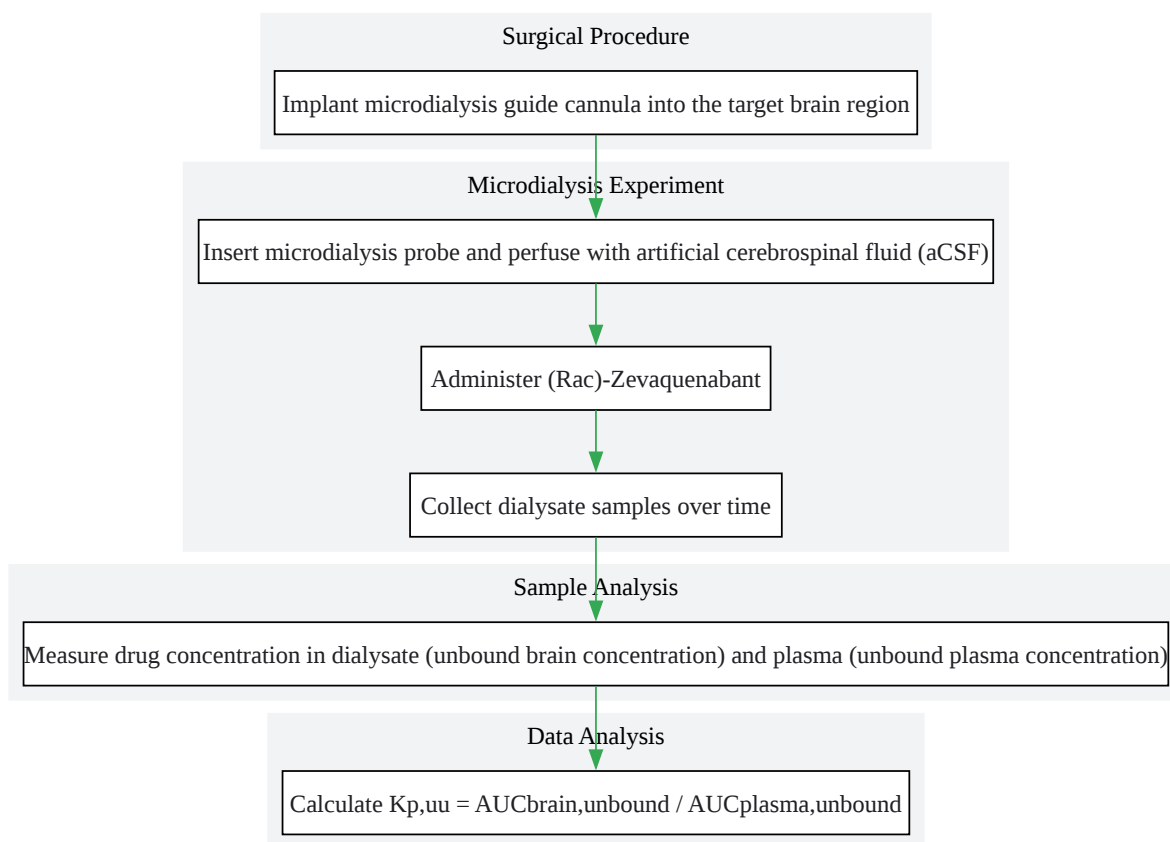 Surgical Procedure
Implant microdialysis guide cannula into the target brain region
Microdialysis Experiment
Insert microdialysis probe and perfuse with artificial cerebrospinal fluid (aCSF)
Administer (Rac)-Zevaquenabant
Collect dialysate samples over time
Sample Analysis
Measure drug concentration in dialysate (unbound brain concentration) and plasma (unbound plasma concentration)
Data Analysis
Calculate Kp,uu = AUCbrain,unbound / AUCplasma,unbound